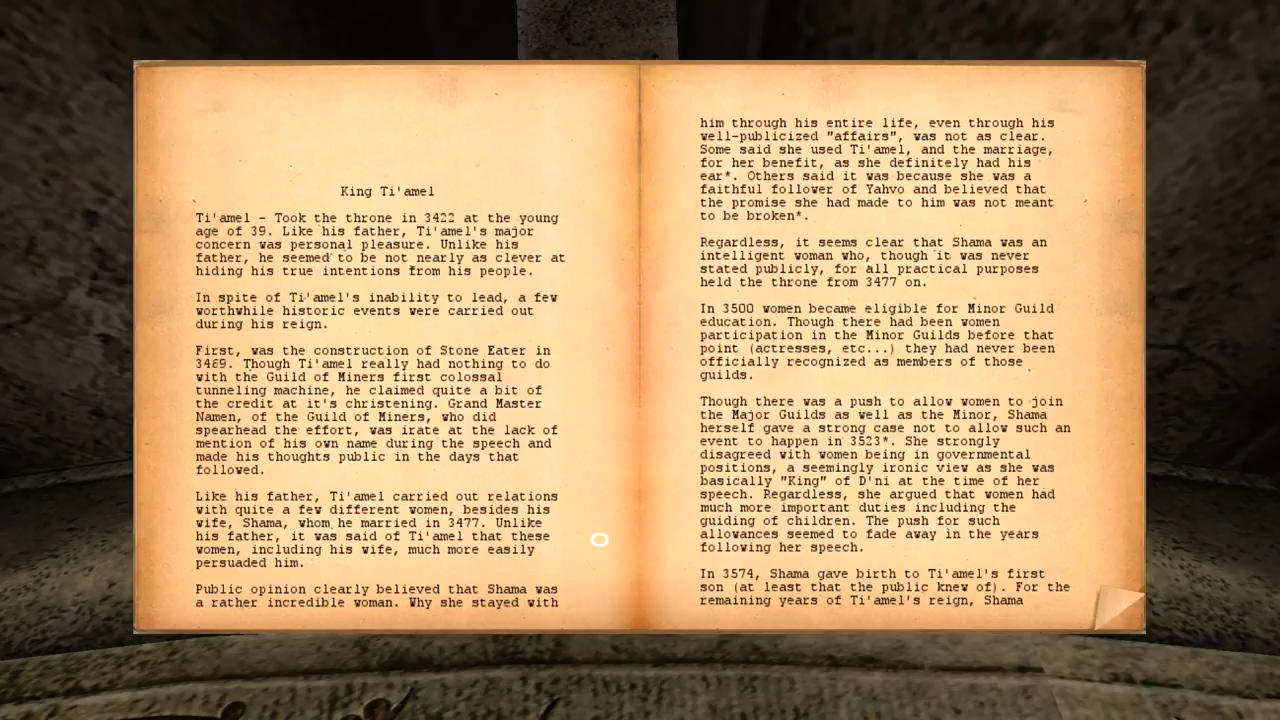 King Ti'amel
Ti'amel - Took the throne in 3422 at the young
age of 39. Like his father, Ti'amel's major
concern was personal pleasure. Unlike his
father, he seemed to be not nearly as clever at
hiding his true intentions from his people.
In spite of Ti'amel's inability to lead, a few
worthwhile historic events were carried out
during his reign.
First, was the construction of Stone Eater in
3469. Though Ti'amel really had nothing to do
with the Guild of Miners first colossal
tunneling machine, he claimed quite a bit of
the credit at it's christening. Grand Master
Namen, of the Guild of Miners, who did
spearhead the effort, was irate at the lack of
mention of his own name during the speech and
made his thoughts public in the days that
followed.
Like his father, Ti'amel carried out relations
with quite a few different women, besides his
wife, Shama, whom he married in 3477. Unlike
his father, it was said of Ti'amel that these
women, including his wife, much more easily
persuaded him.
Public opinion clearly believed that Shama was
a rather incredible woman. Why she stayed with
him through his entire life, even through his
well-publicized "affairs", was not as clear.
Some said she used Ti'amel, and the marriage,
for her benefit, as she definitely had his
ear*. Others said it was because she was a
faithful follower of Yahvo and believed that
the promise she had made to him was not meant
to be broken*.
Regardless, it seems clear that Shama was an
intelligent woman who, though it was never
stated publicly, for all practical purposes
held the throne from 3477 on.
In 3500 women became eligible for Minor Guild
education. Though there had been women
participation in the Minor Guilds before that
point (actresses, etc...) they had never been
officially recognized as members of those
guilds.
Though there was a push to allow women to join
the Major Guilds as well as the Minor, Shama
herself gave a strong case not to allow such an
event to happen in 3523*. She strongly
disagreed with women being in governmental
positions, a seemingly ironic view as she was
basically "King" of D'ni at the time of her
speech. Regardless, she argued that women had
much more important duties including the
guiding of children. The push for such
allowances seemed to fade away in the years
following her speech.
In 3574, Shama gave birth to Ti'amel's first
son (at least that the public knew of). For the
remaining years of Ti'amel's reign, Shama